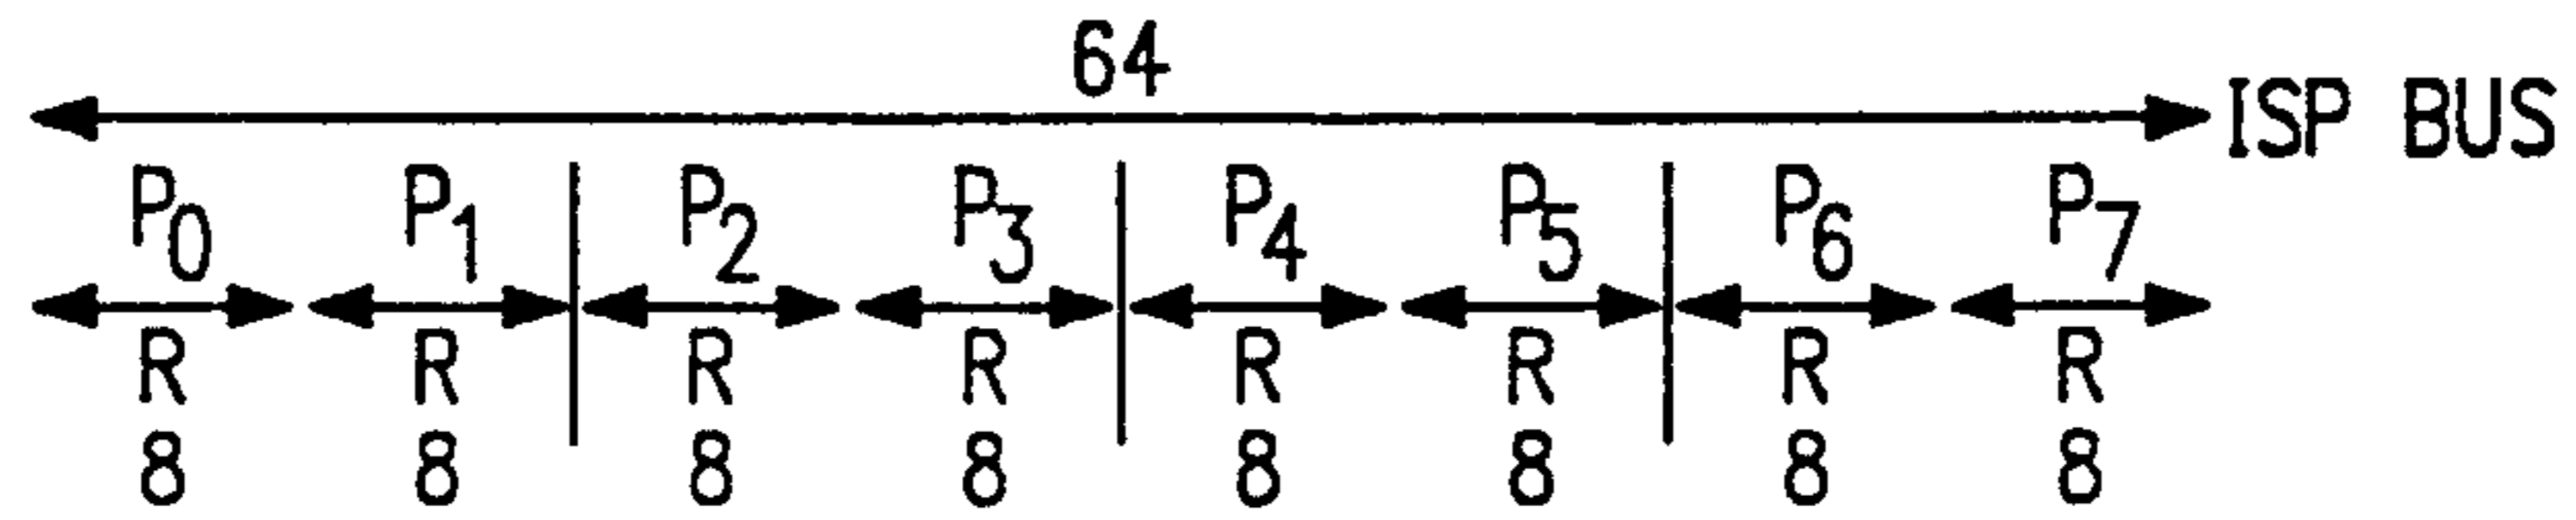 64
ISP BUS
P0 P1 P2 P3 P4 P5 P6 P7
R R R R R R R R
8 8 8 8 8 8 8 8